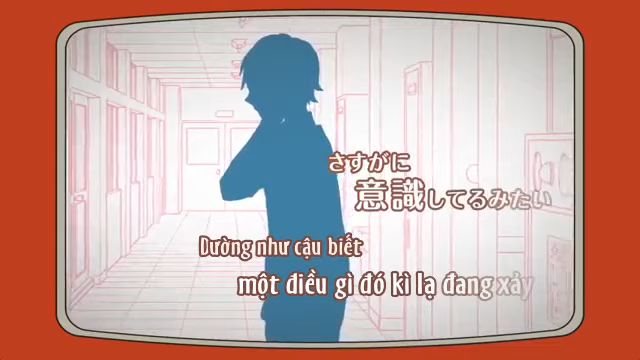 さすがに
意識してるみたい
Dường như cậu biết
một điều gì đó kì lạ đang xảy